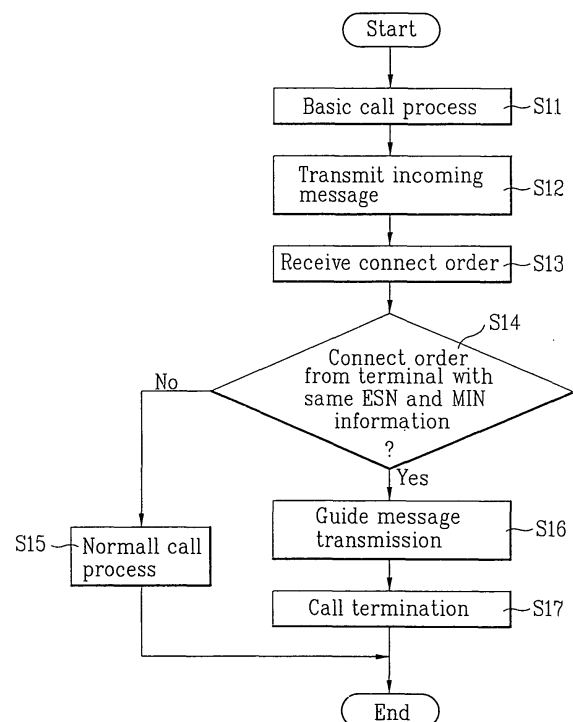 Start
Basic call process
S11
Transmit incoming
message
S12
Receive connect order
S13
S14
Connect order
from terminal with
same ESN and MIN
information
?
No
Yes
S15
Normall call
process
Guide message
transmission
S16
Call termination
S17
End